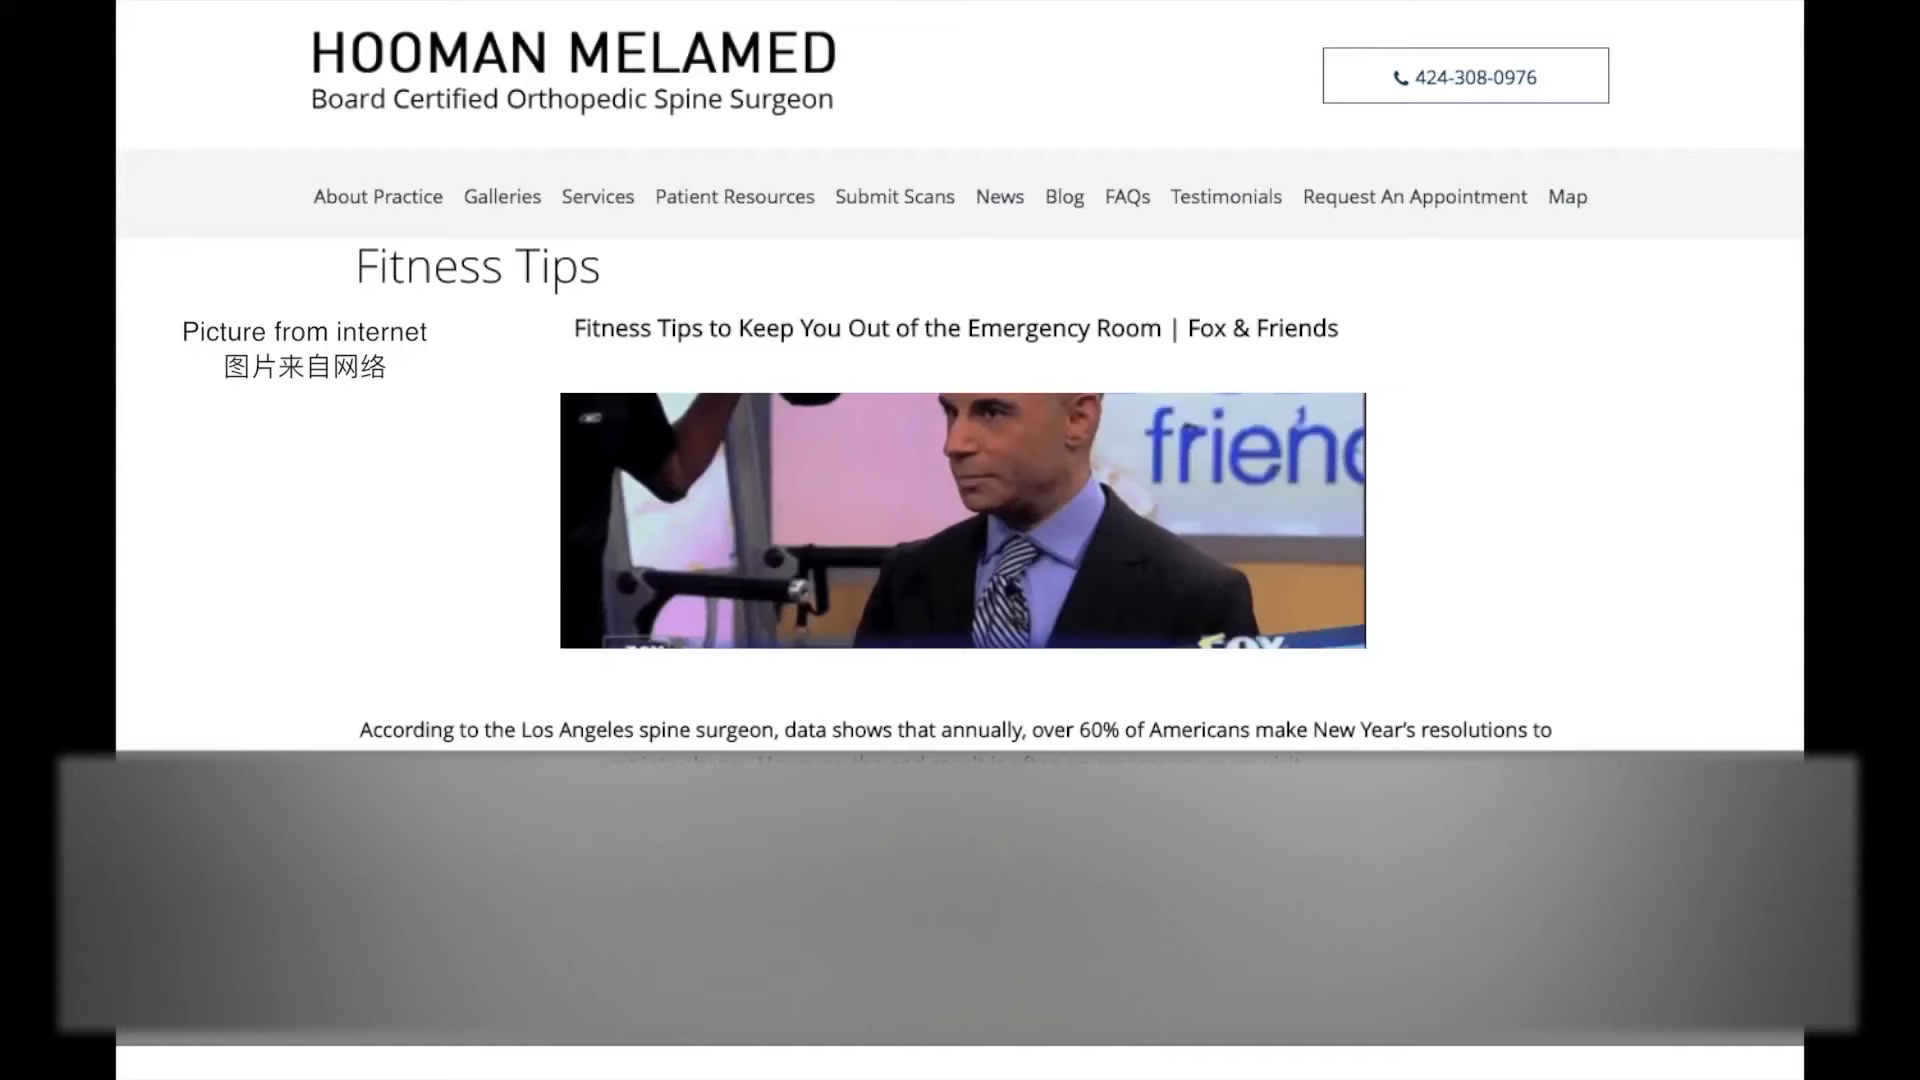 HOOMAN MELAMED
Board Certified Orthopedic Spine Surgeon
424-308-0976
About Practice Galleries Services Patient Resources Submit Scans News Blog FAQs Testimonials Request An Appointment Map
Fitness Tips
Picture from internet
图片来自网络
Fitness Tips to Keep You Out of the Emergency Room | Fox & Friends
friend
FOX
According to the Los Angeles spine surgeon, data shows that annually, over 60% of Americans make New Year's resolutions to